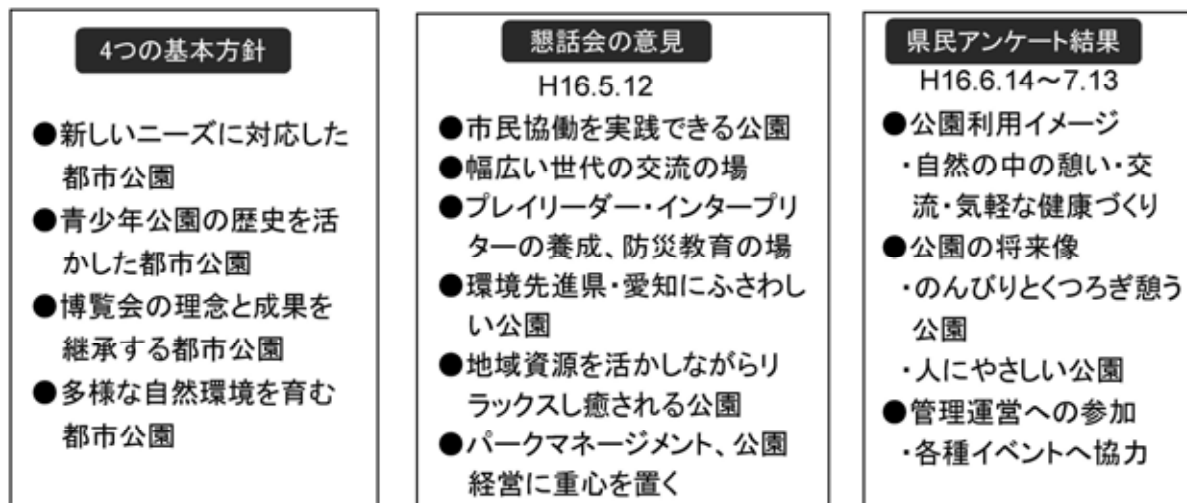 4つの基本方針
●新しいニーズに対応した
都市公園
●青少年公園の歴史を活
かした都市公園
●博覧会の理念と成果を
継承する都市公園
●多様な自然環境を育む
都市公園
懇話会の意見
H16.5.12
●市民協働を実践できる公園
●幅広い世代の交流の場
●プレイリーダー・インタープリ
ターの養成、防災教育の場
●環境先進県・愛知にふさわし
い公園
●地域資源を活かしながらリ
ラックスし癒される公園
●パークマネージメント、公園
経営に重心を置く
県民アンケート結果
H16.6.14～7.13
●公園利用イメージ
・自然の中の憩い・交
流・気軽な健康づくり
●公園の将来像
・のんびりとくつろぎ憩う
公園
・人にやさしい公園
●管理運営への参加
・各種イベントへ協力